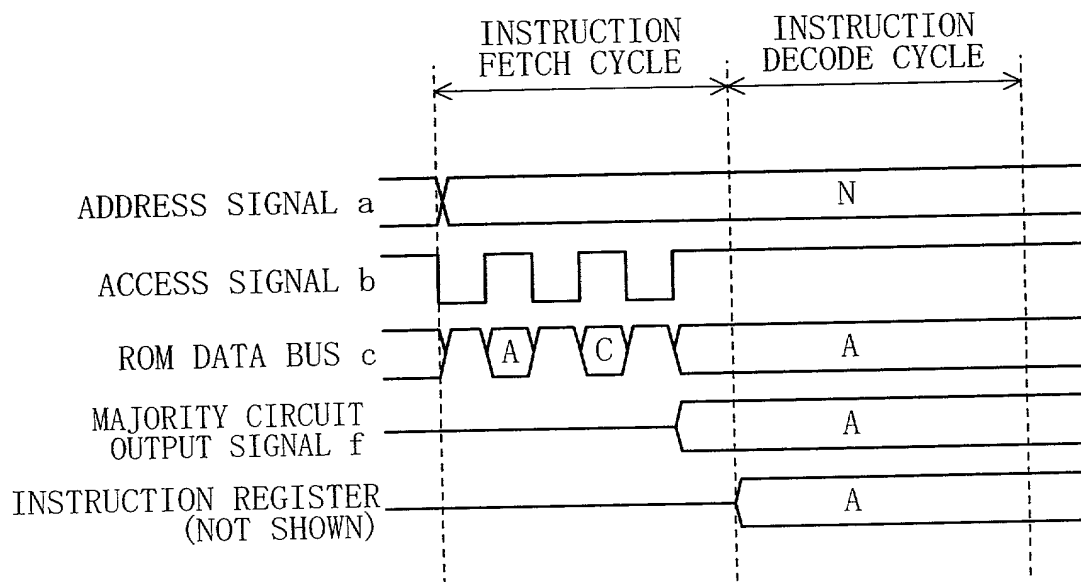 INSTRUCTION
FETCH CYCLE
INSTRUCTION
DECODE CYCLE
ADDRESS SIGNAL a
N
ACCESS SIGNAL b
ROM DATA BUS c
A
C
A
MAJORITY CIRCUIT
OUTPUT SIGNAL f
A
INSTRUCTION REGISTER
(NOT SHOWN)
A